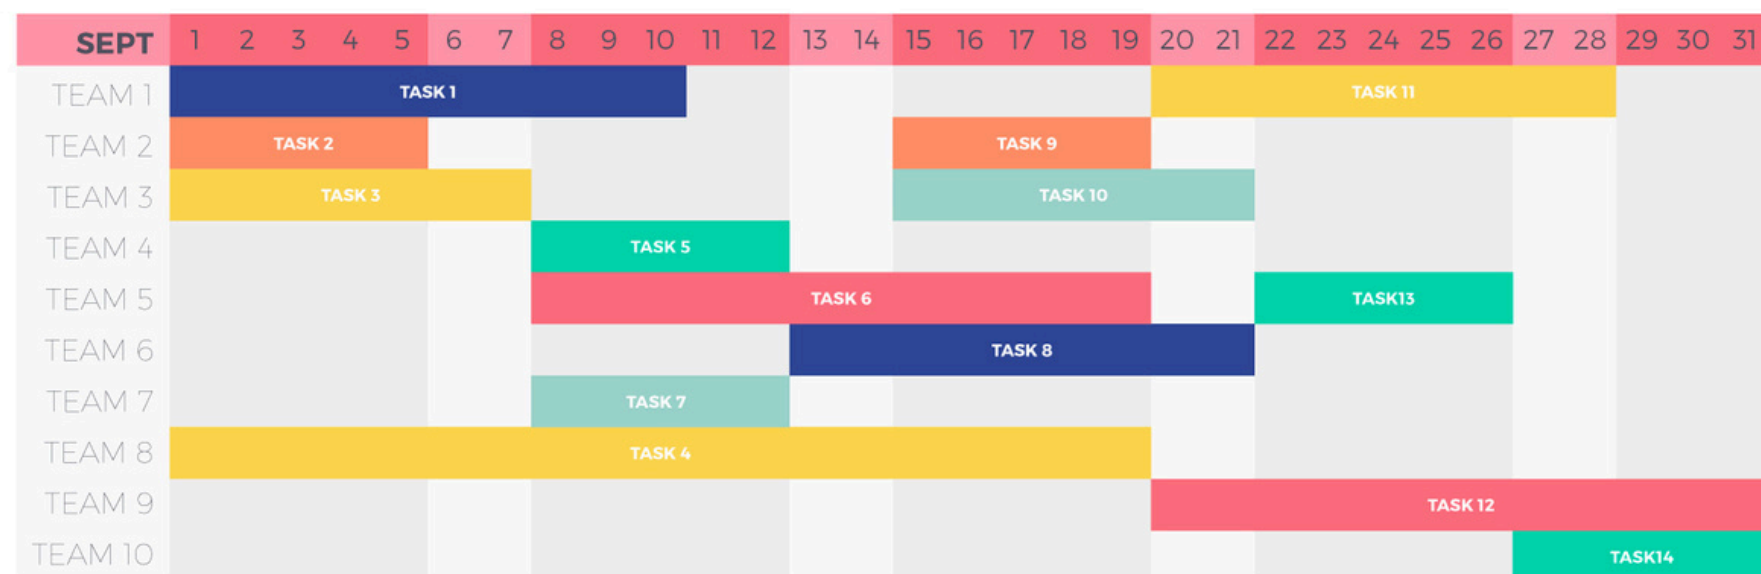 SEPT 1 2 3 4 5 6 7 8 9 10 11 12 13 14 15 16 17 18 19 20 21 22 23 24 25 26 27 28 29 30 31
TEAM 1 TASK 1 TASK 11
TEAM 2 TASK 2 TASK 9
TEAM 3 TASK 3 TASK 10
TEAM 4 TASK 5
TEAM 5 TASK 6 TASK13
TEAM 6 TASK 8
TEAM 7 TASK 7
TEAM 8 TASK 4
TEAM 9 TASK 12
TEAM 10 TASK14